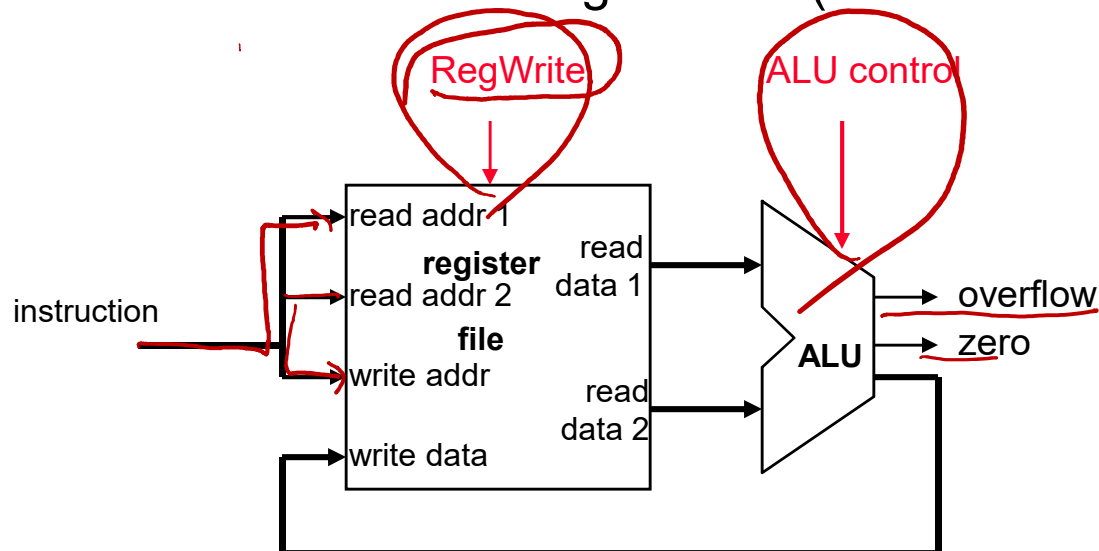 RegWrite
ALU control
read addr 1
register
read
data 1
read addr 2
overflow
instruction
file
zero
ALU
write addr
read
data 2
write data